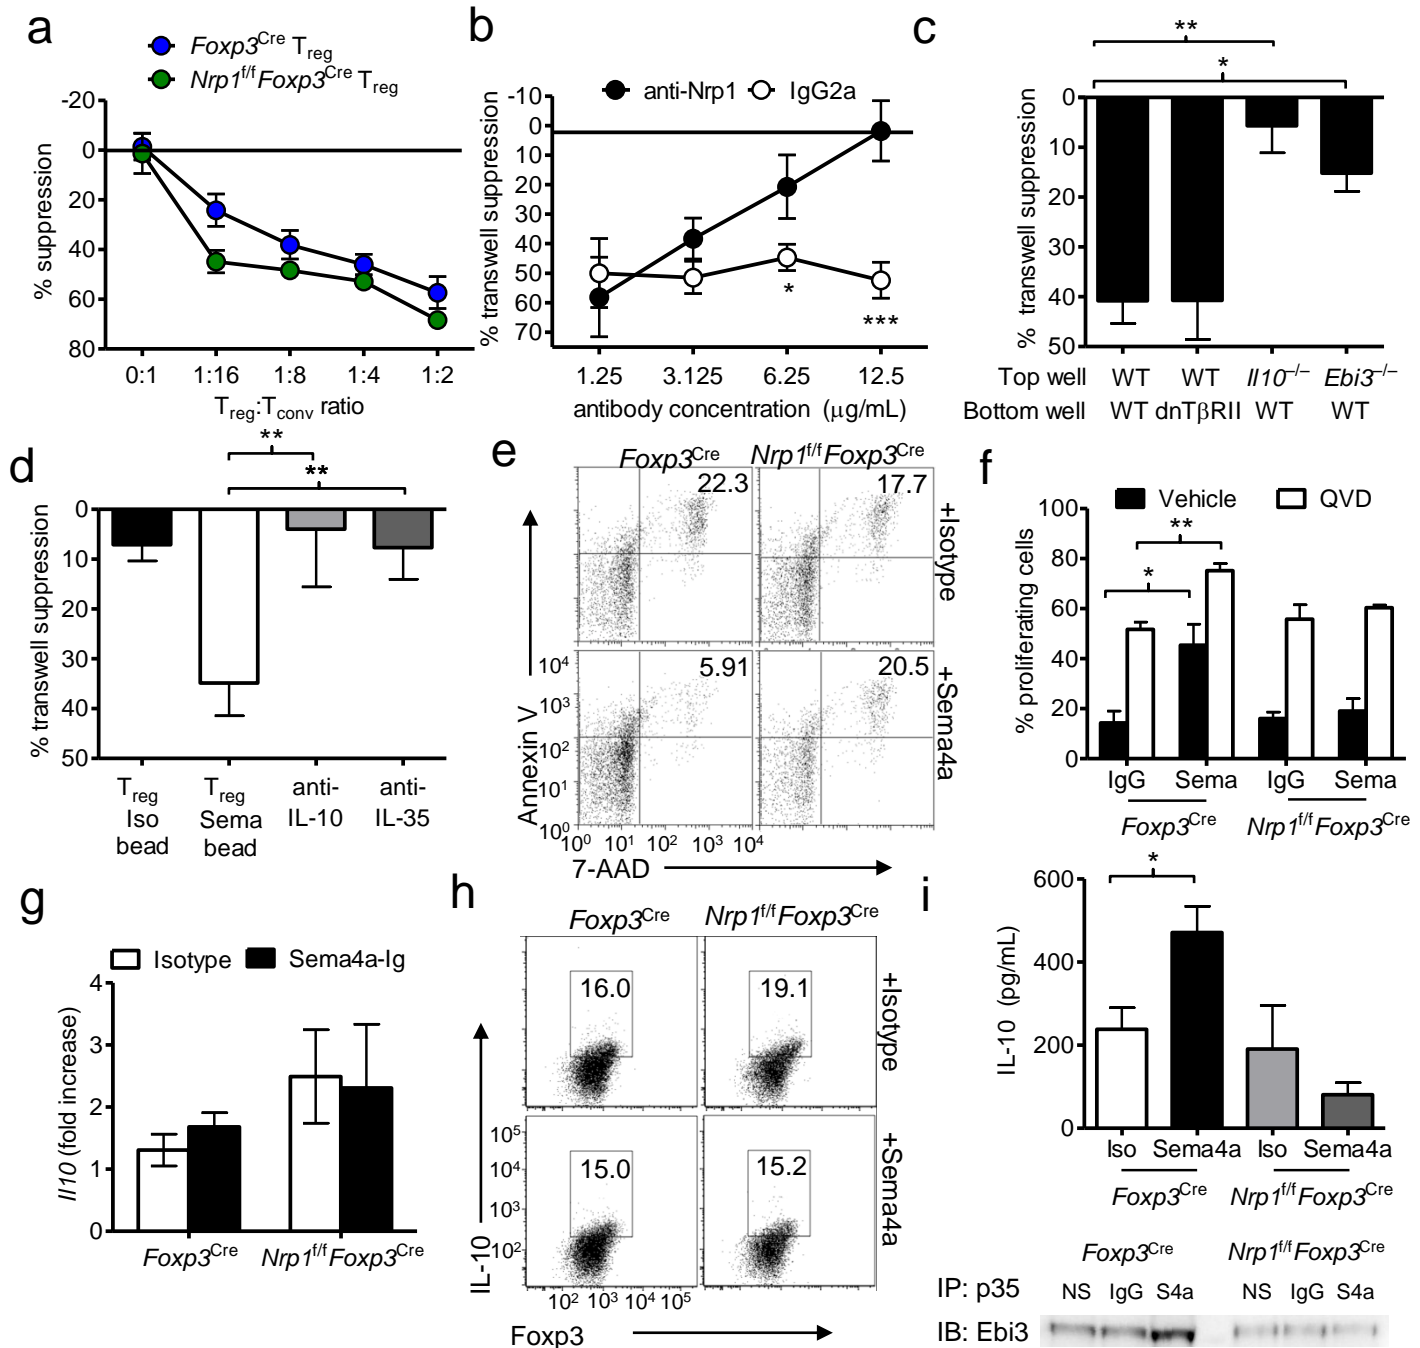 a
Foxp3Cre Treg
Nrp1f/f Foxp3Cre Treg
% suppression
-20
0
20
40
60
80
0:1 1:16 1:8 1:4 1:2
Treg:Tconv ratio
b
anti-Nrp1 IgG2a
% transwell suppression
-10
0
10
20
30
40
50
60
70
*
***
1.25 3.125 6.25 12.5
antibody concentration (µg/mL)
c
**
*
% transwell suppression
0
10
20
30
40
50
Top well WT WT Il10–/– Ebi3–/–
Bottom well WT dnTβRII WT WT
d
**
**
% transwell suppression
0
10
20
30
40
50
Treg Iso bead
Treg Sema bead
anti-IL-10
anti-IL-35
e
Foxp3Cre Nrp1f/f Foxp3Cre
22.3 17.7
+Isotype
5.91 20.5
+Sema4a
Annexin V
10⁴
10³
10²
10¹
10⁰
10⁰ 10¹ 10² 10³ 10⁴
7-AAD
f
Vehicle QVD
% proliferating cells
100
80
60
40
20
0
**
*
IgG Sema IgG Sema
Foxp3Cre Nrp1f/f Foxp3Cre
g
Isotype Sema4a-Ig
Il10 (fold increase)
4
3
2
1
0
Foxp3Cre Nrp1f/f Foxp3Cre
h
Foxp3Cre Nrp1f/f Foxp3Cre
16.0 19.1
+Isotype
15.0 15.2
+Sema4a
IL-10
10⁵
10⁴
10³
10²
10² 10³ 10⁴ 10⁵
Foxp3
i
*
IL-10 (pg/mL)
600
400
200
0
Iso Sema4a Iso Sema4a
Foxp3Cre Nrp1f/f Foxp3Cre
Foxp3Cre Nrp1f/f Foxp3Cre
IP: p35 NS IgG S4a NS IgG S4a
IB: Ebi3